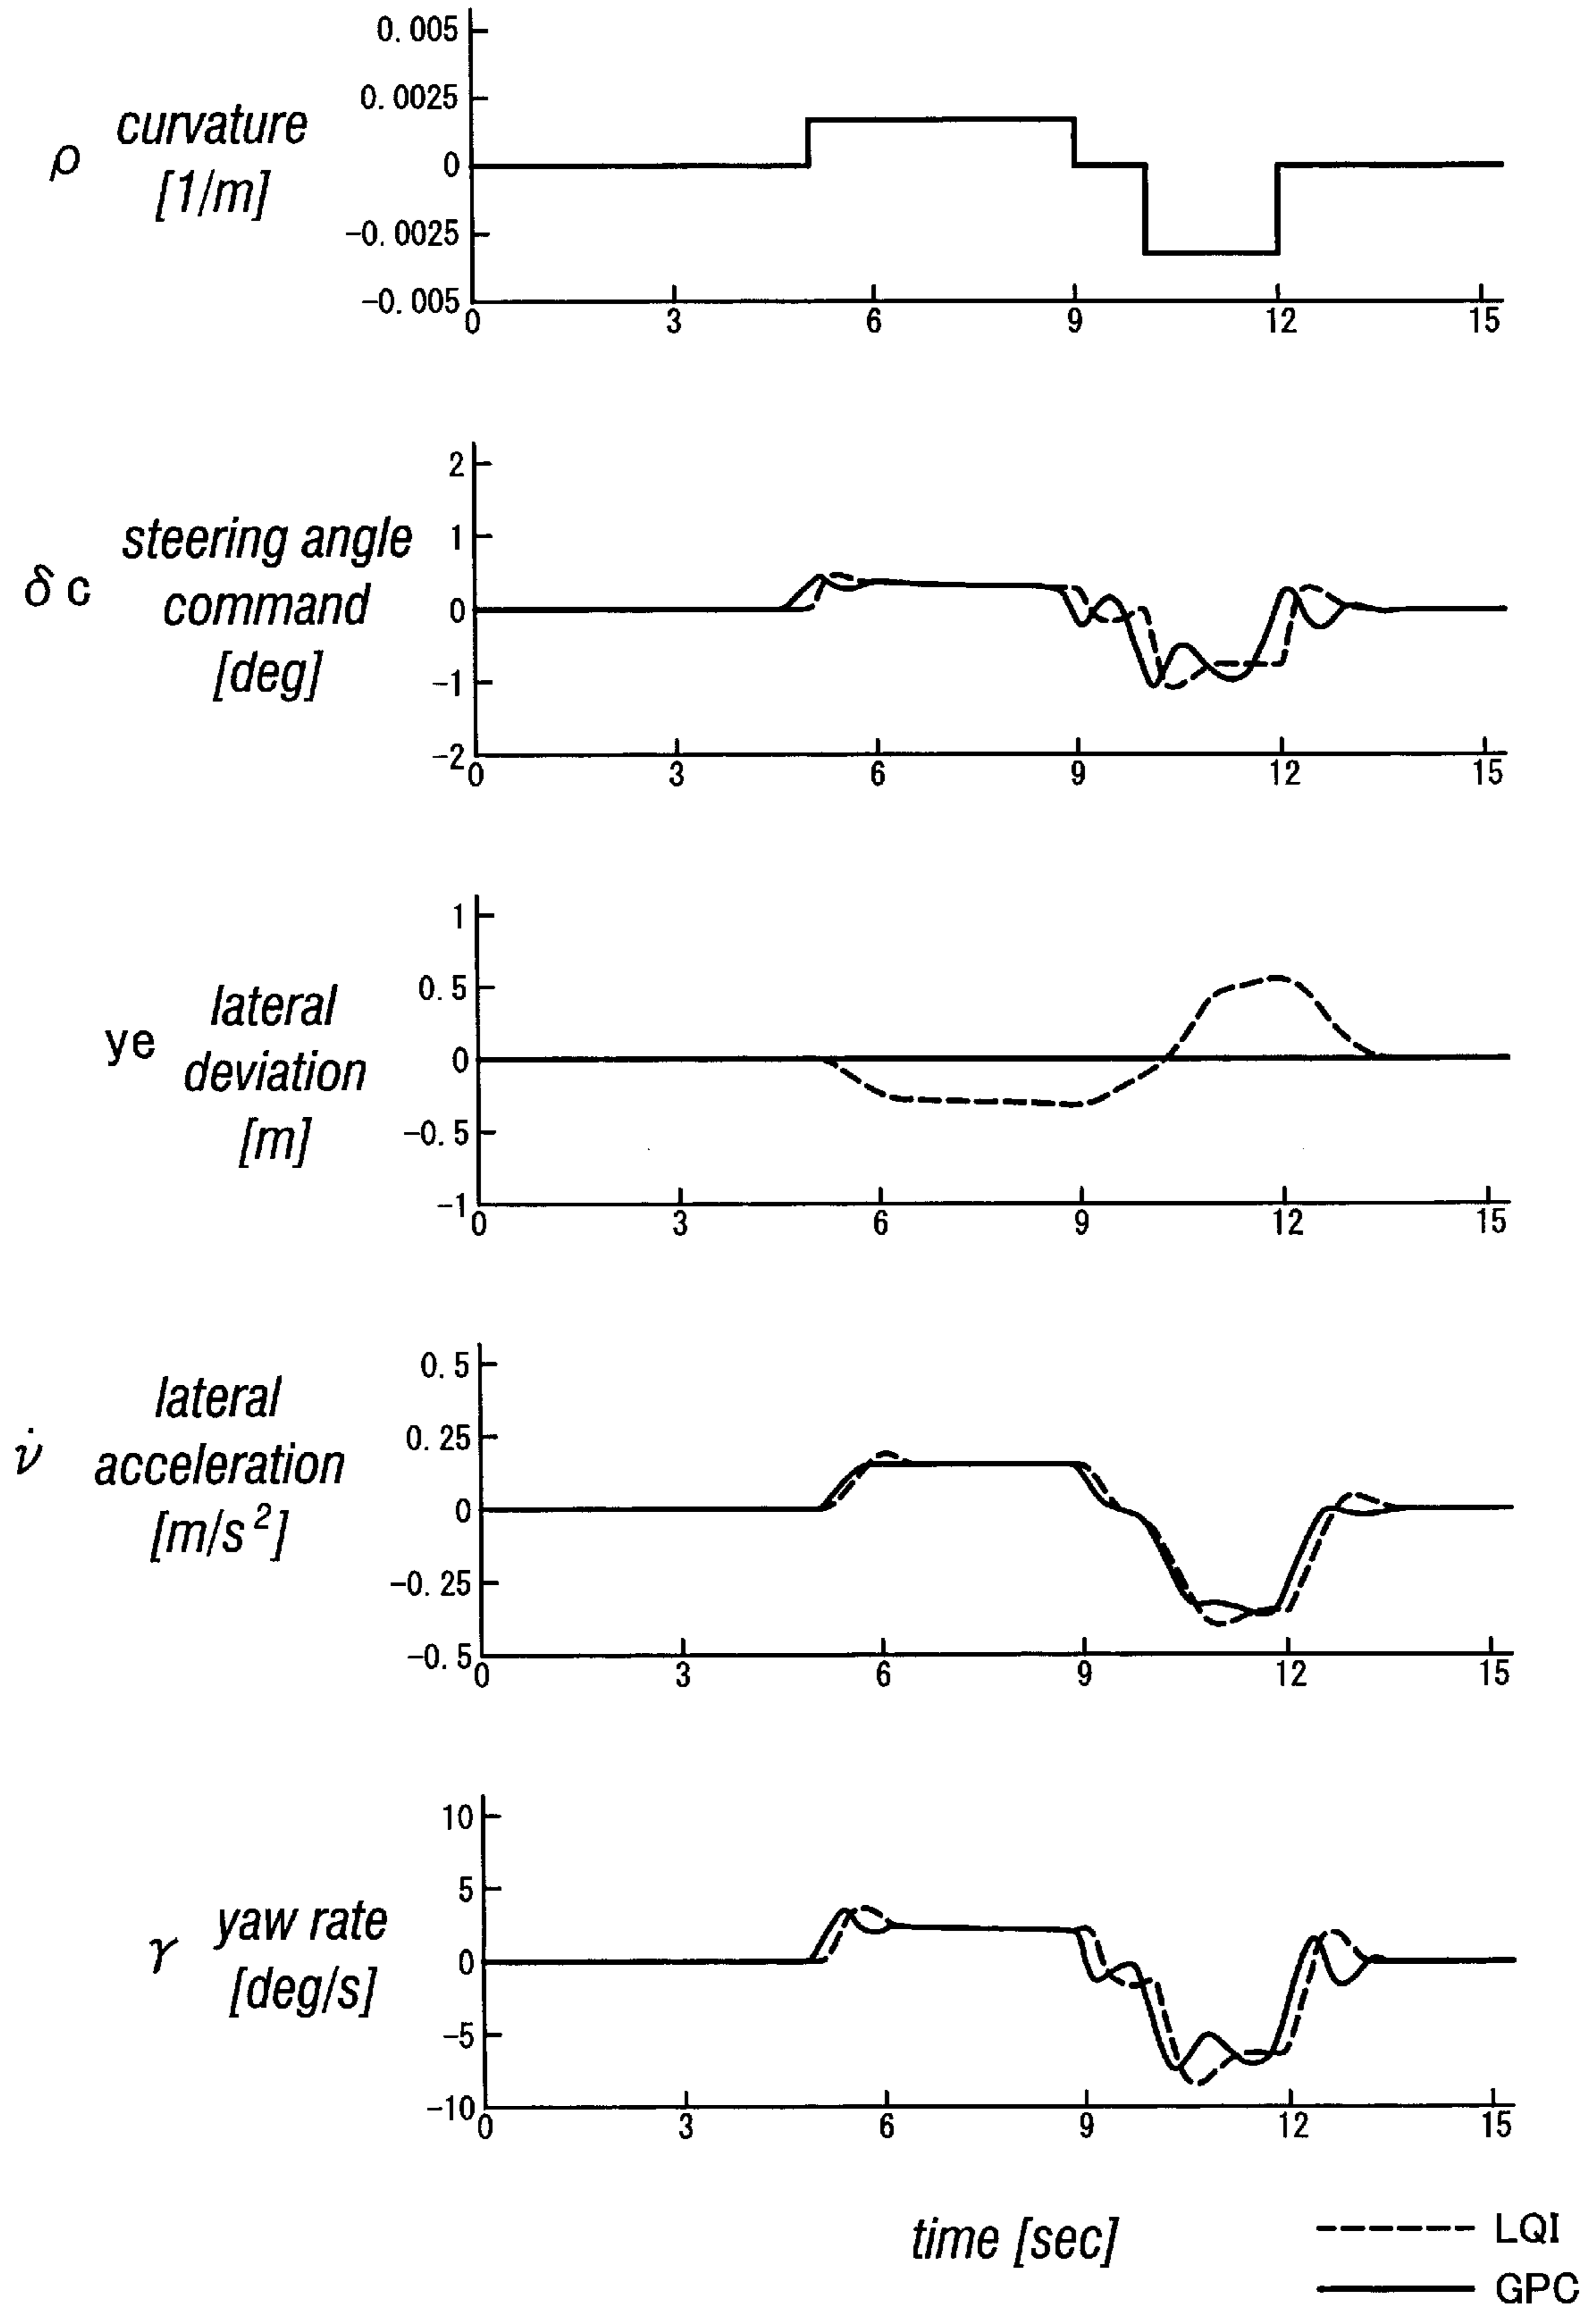 0.005
0.0025
ρ curvature [1/m]
0
-0.0025
-0.005
0 3 6 9 12 15
2
1
δc steering angle command [deg]
0
-1
-2
0 3 6 9 12 15
1
0.5
ye lateral deviation [m]
0
-0.5
-1
0 3 6 9 12 15
0.5
0.25
ν̇ lateral acceleration [m/s²]
0
-0.25
-0.5
0 3 6 9 12 15
10
5
γ yaw rate [deg/s]
0
-5
-10
0 3 6 9 12 15
time [sec]
LQI
GPC